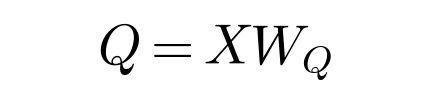 Q = XW_Q